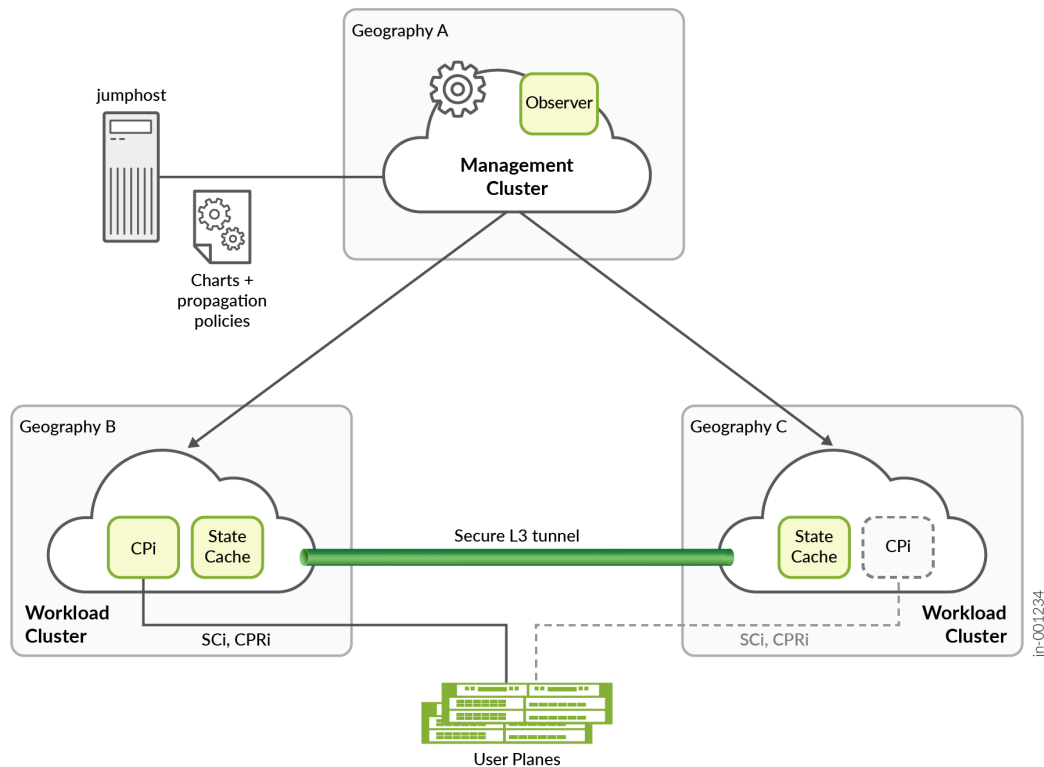 Geography A
jumphost
Observer
Management
Cluster
Charts +
propagation
policies
Geography B
Geography C
CPi
State
Cache
Secure L3 tunnel
State
Cache
CPi
Workload
Cluster
SCi, CPRi
SCi, CPRi
Workload
Cluster
in-001234
User Planes